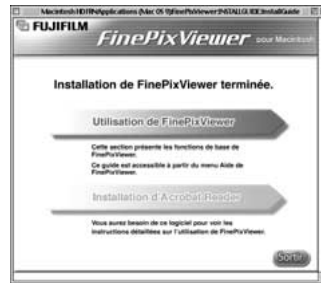 Macintosh HD:FINApplications (Mac OS 9):FinePixViewer:INSTALLGUIDE:InstallGuide
FUJIFILM
FinePixViewer pour Macintosh
Installation de FinePixViewer terminée.
Utilisation de FinePixViewer
Cette section présente les fonctions de base de
FinePixViewer.
Ce guide est accessible à partir du menu Aide de
FinePixViewer.
Installation d'Acrobat Reader
Vous aurez besoin de ce logiciel pour voir les
instructions détaillées sur l'utilisation de FinePixViewer.
Sortir